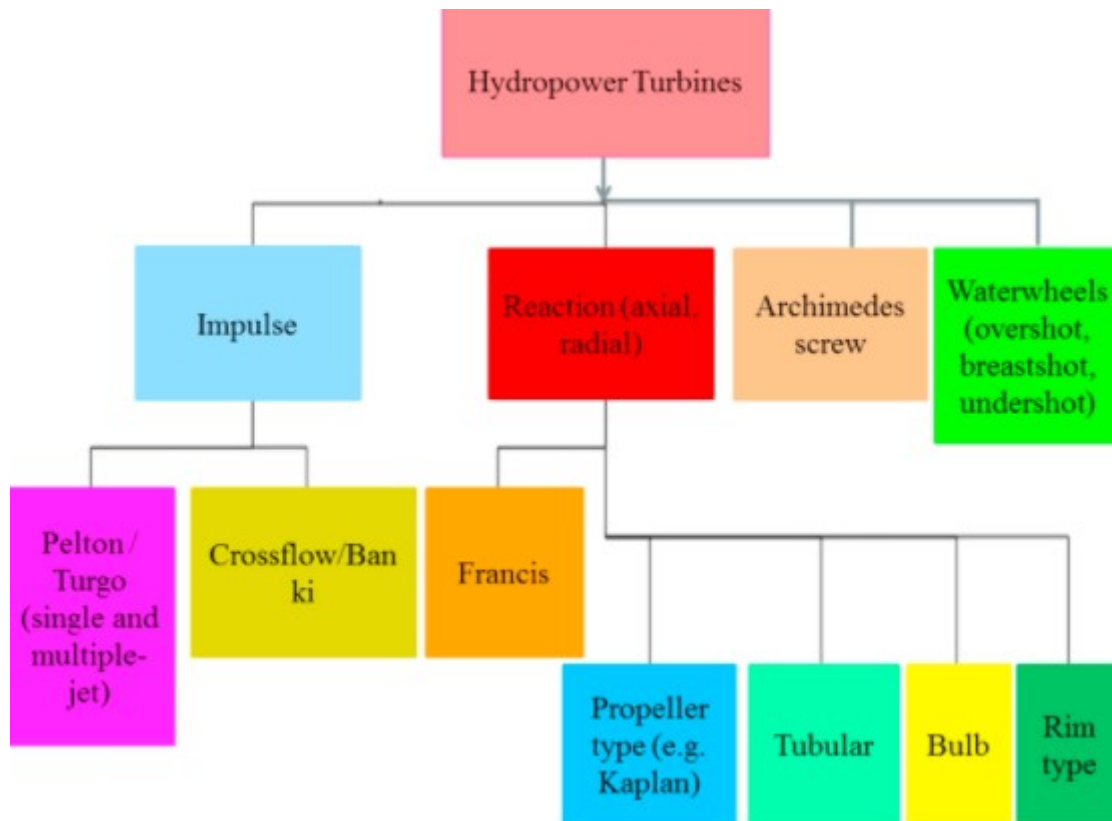 Hydropower Turbines
Impulse
Reaction (axial,
radial)
Archimedes
screw
Waterwheels
(overshot,
breastshot,
undershot)
Pelton /
Turgo
(single and
multiple-
jet)
Crossflow/Ban
ki
Francis
Propeller
type (e.g.
Kaplan)
Tubular
Bulb
Rim
type